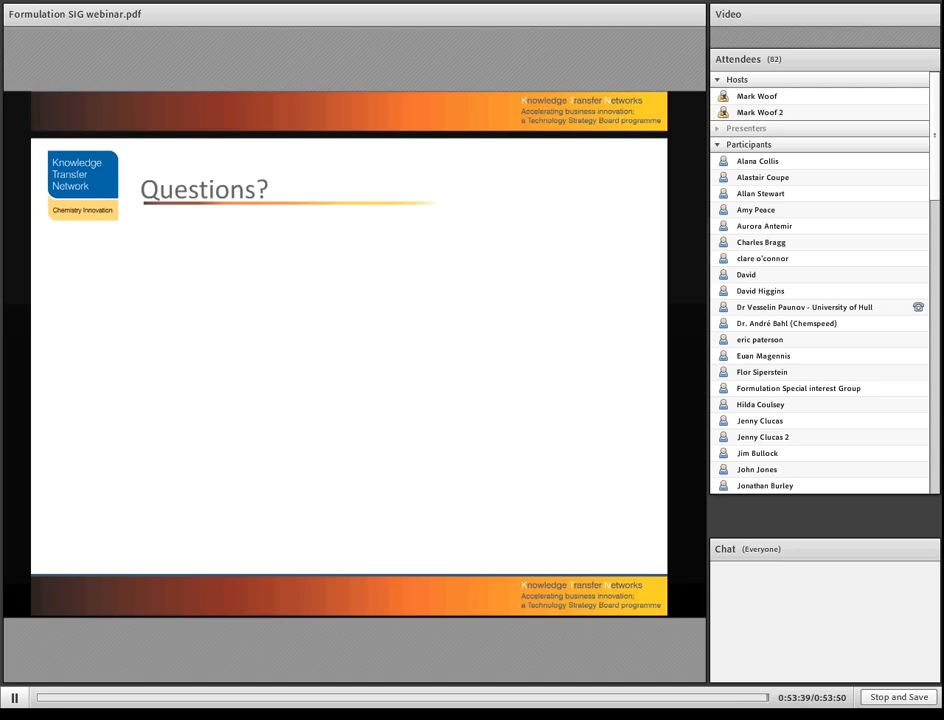 Formulation SIG webinar.pdf
Knowledge Transfer Networks
Accelerating business innovation;
a Technology Strategy Board programme
Knowledge
Transfer
Network
Chemistry Innovation
Questions?
Knowledge Transfer Networks
Accelerating business innovation;
a Technology Strategy Board programme
0:53:39/0:53:50
Stop and Save
Video
Attendees (82)
Hosts
Mark Woof
Mark Woof 2
Presenters
Participants
Alana Collis
Alastair Coupe
Allan Stewart
Amy Peace
Aurora Antemir
Charles Bragg
clare o'connor
David
David Higgins
Dr Vesselin Paunov - University of Hull
Dr. André Bahl (Chemspeed)
eric paterson
Euan Magennis
Flor Siperstein
Formulation Special interest Group
Hilda Coulsey
Jenny Clucas
Jenny Clucas 2
Jim Bullock
John Jones
Jonathan Burley
Chat (Everyone)